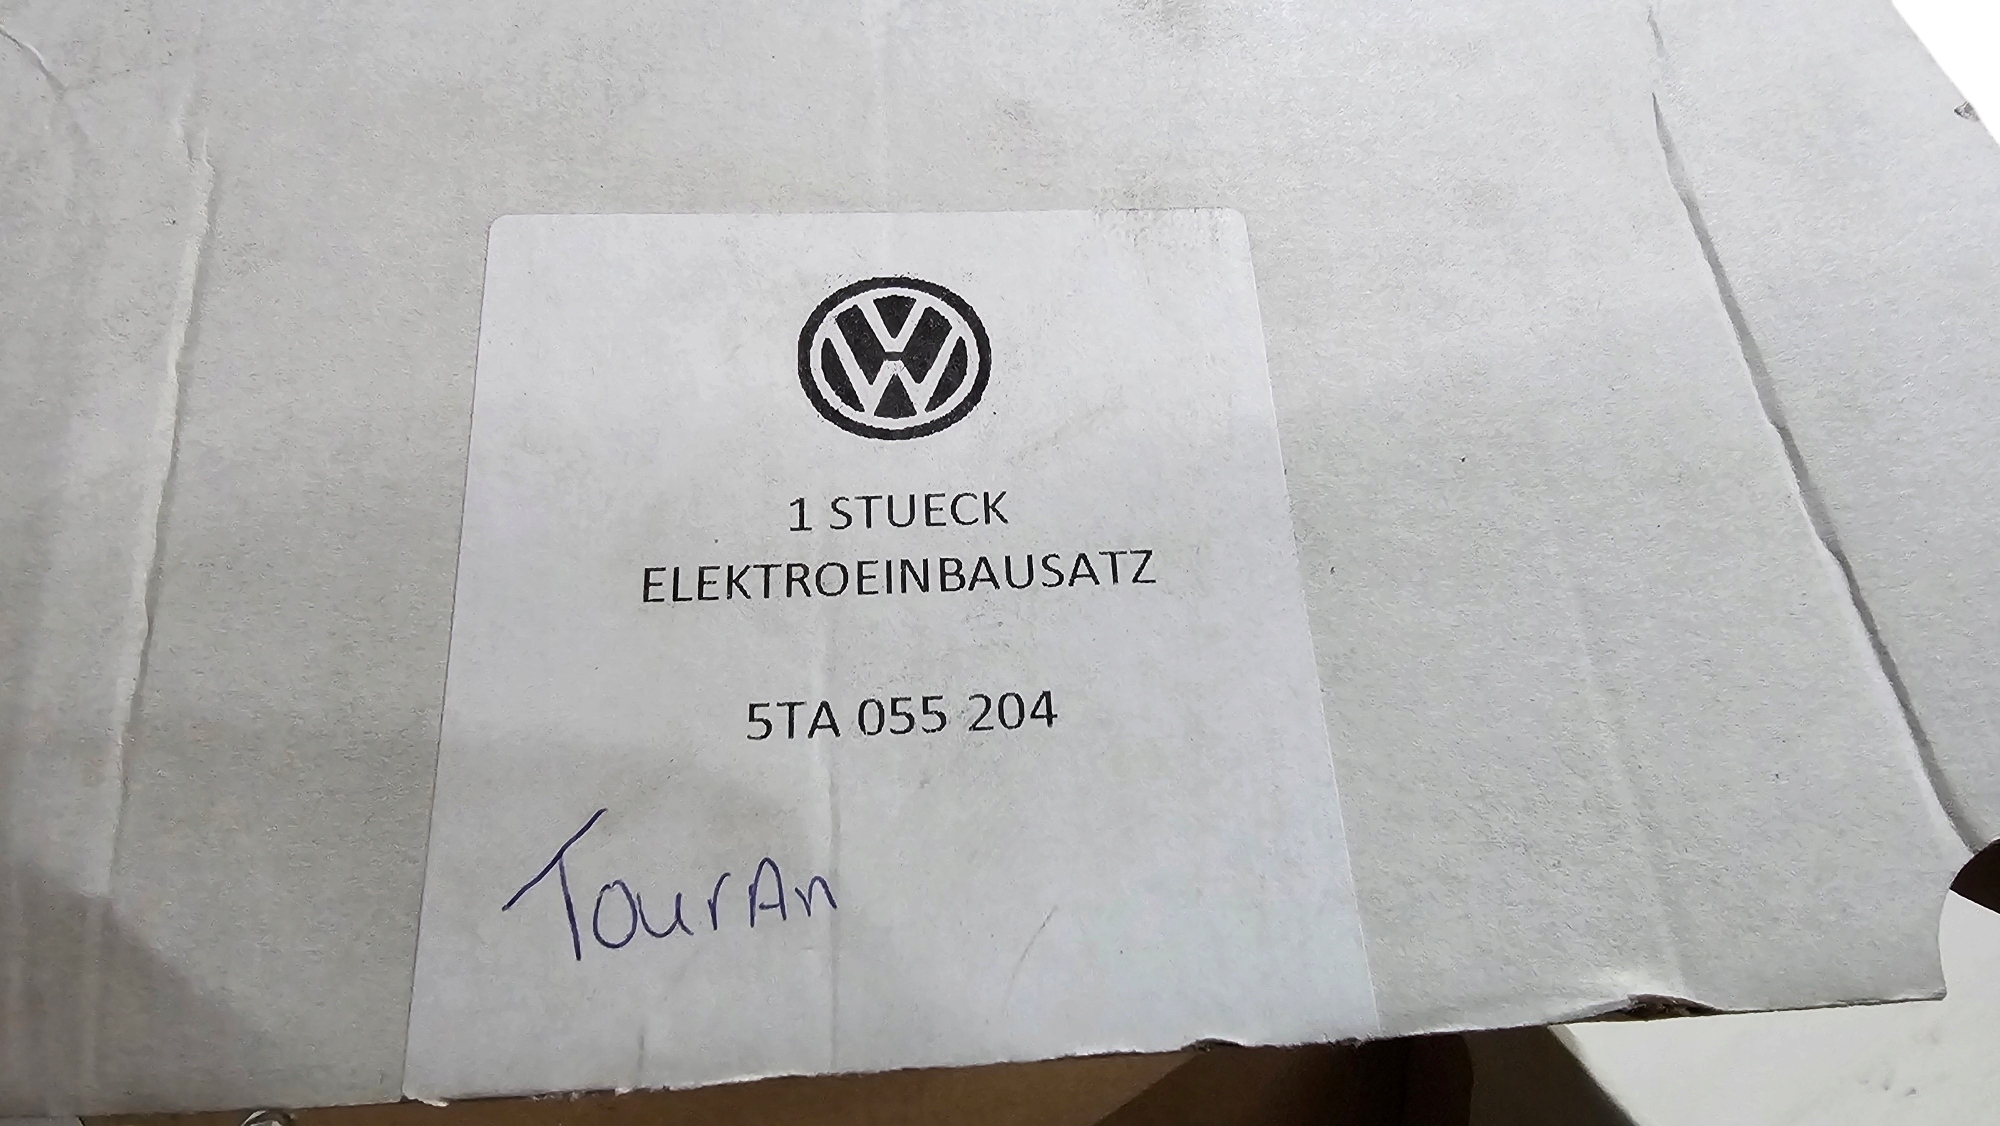 1 STUECK
ELEKTROEINBAUSATZ
5TA 055 204
TourAn